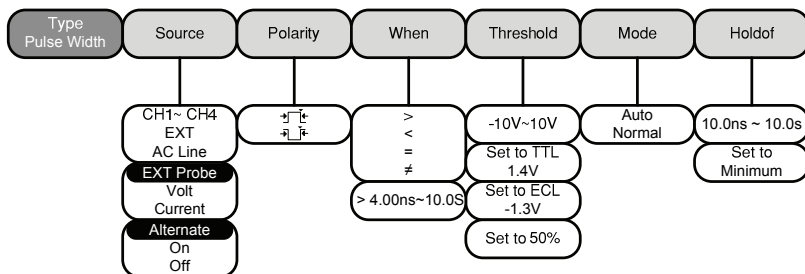 Type
Pulse Width
Source
Polarity
When
Threshold
Mode
Holdof
CH1~ CH4
EXT
AC Line
EXT Probe
Volt
Current
Alternate
On
Off
>
<
=
≠
> 4.00ns~10.0S
-10V~10V
Set to TTL
1.4V
Set to ECL
-1.3V
Set to 50%
Auto
Normal
10.0ns ~ 10.0s
Set to
Minimum